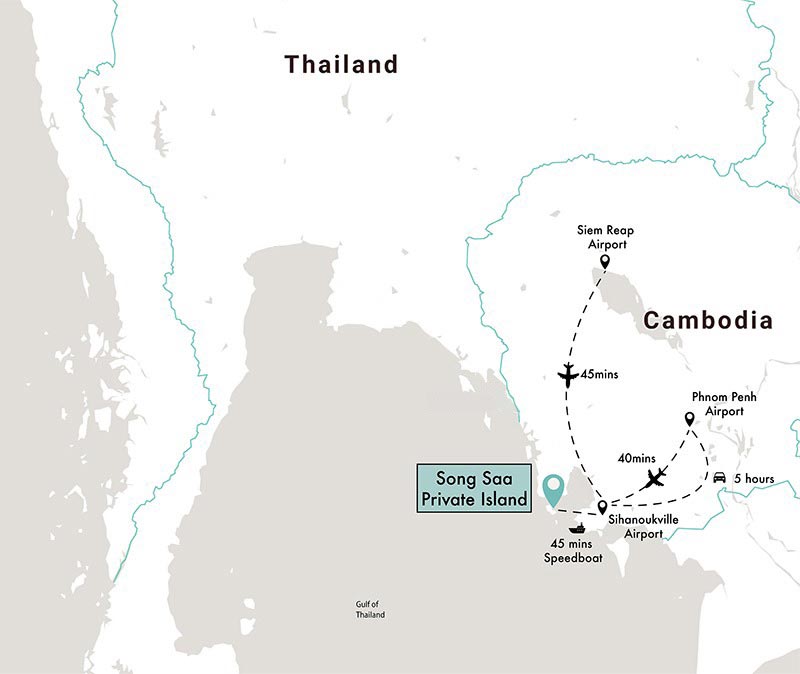 Thailand
Siem Reap
Airport
Cambodia
45mins
Phnom Penh
Airport
40mins
5 hours
Song Saa
Private Island
Sihanoukville
Airport
45 mins
Speedboat
Gulf of
Thailand